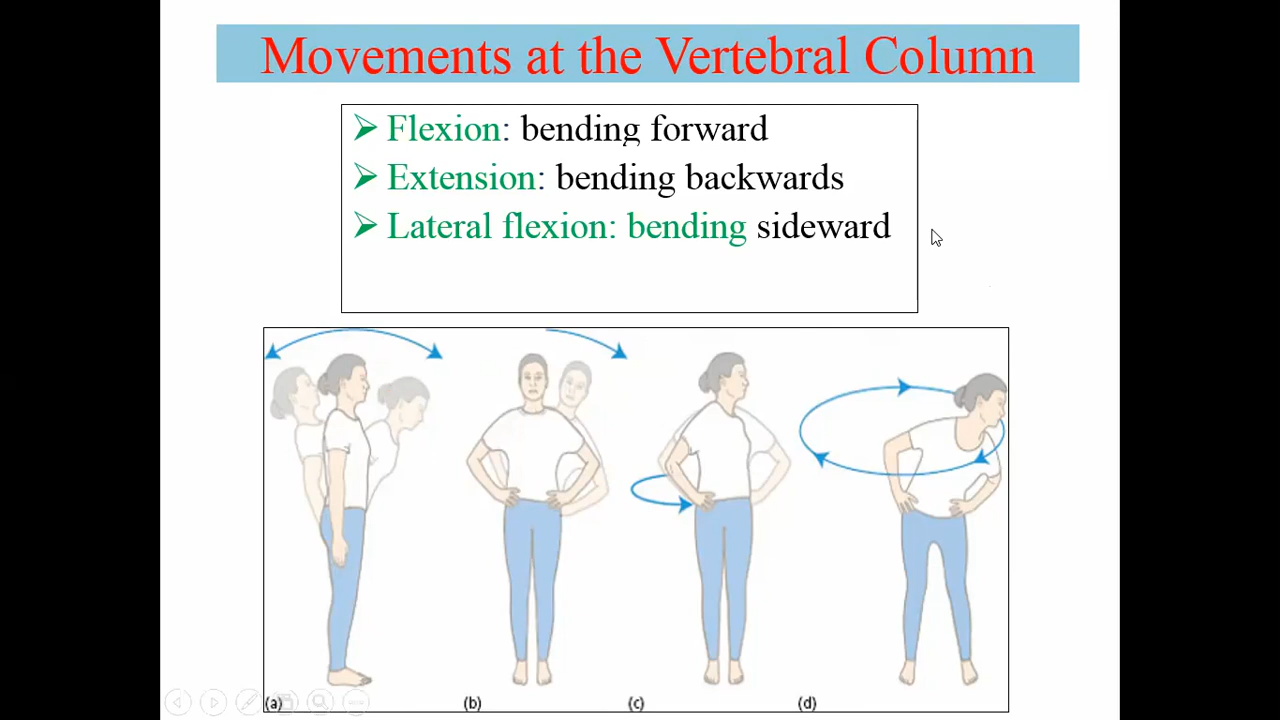 Movements at the Vertebral Column
➢ Flexion: bending forward
➢ Extension: bending backwards
➢ Lateral flexion: bending sideward
(a) (b) (c) (d)